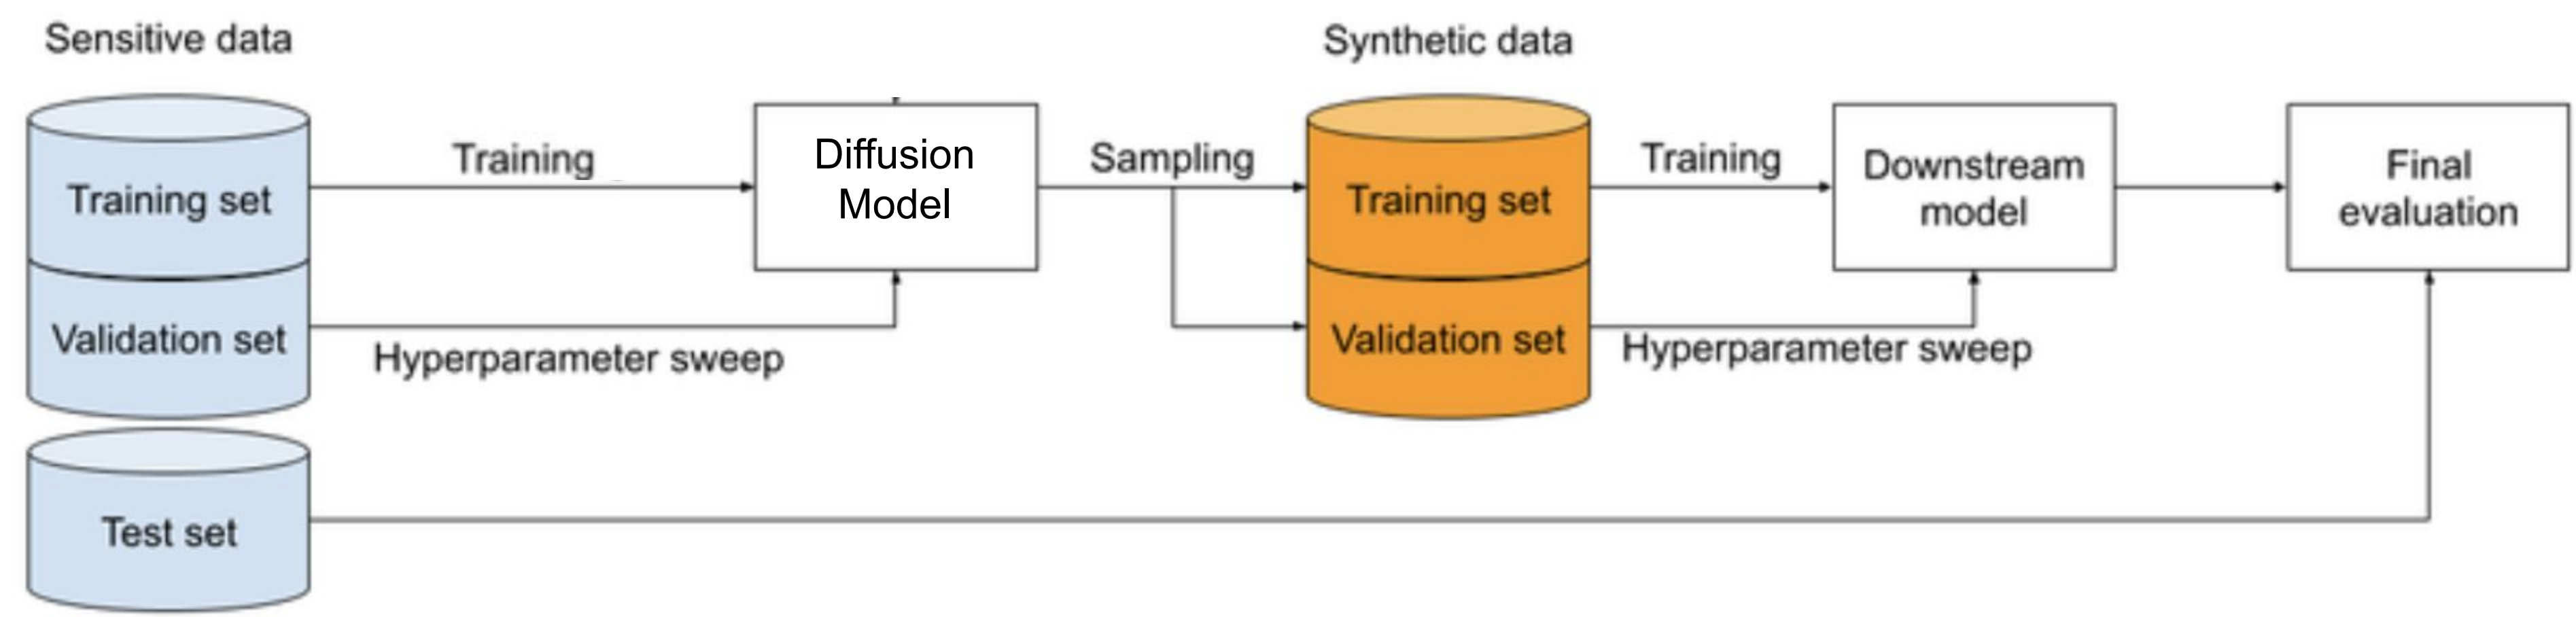 Sensitive data
Synthetic data
Training
Diffusion
Model
Sampling
Training
Downstream
model
Final
evaluation
Training set
Training set
Validation set
Hyperparameter sweep
Validation set
Hyperparameter sweep
Test set